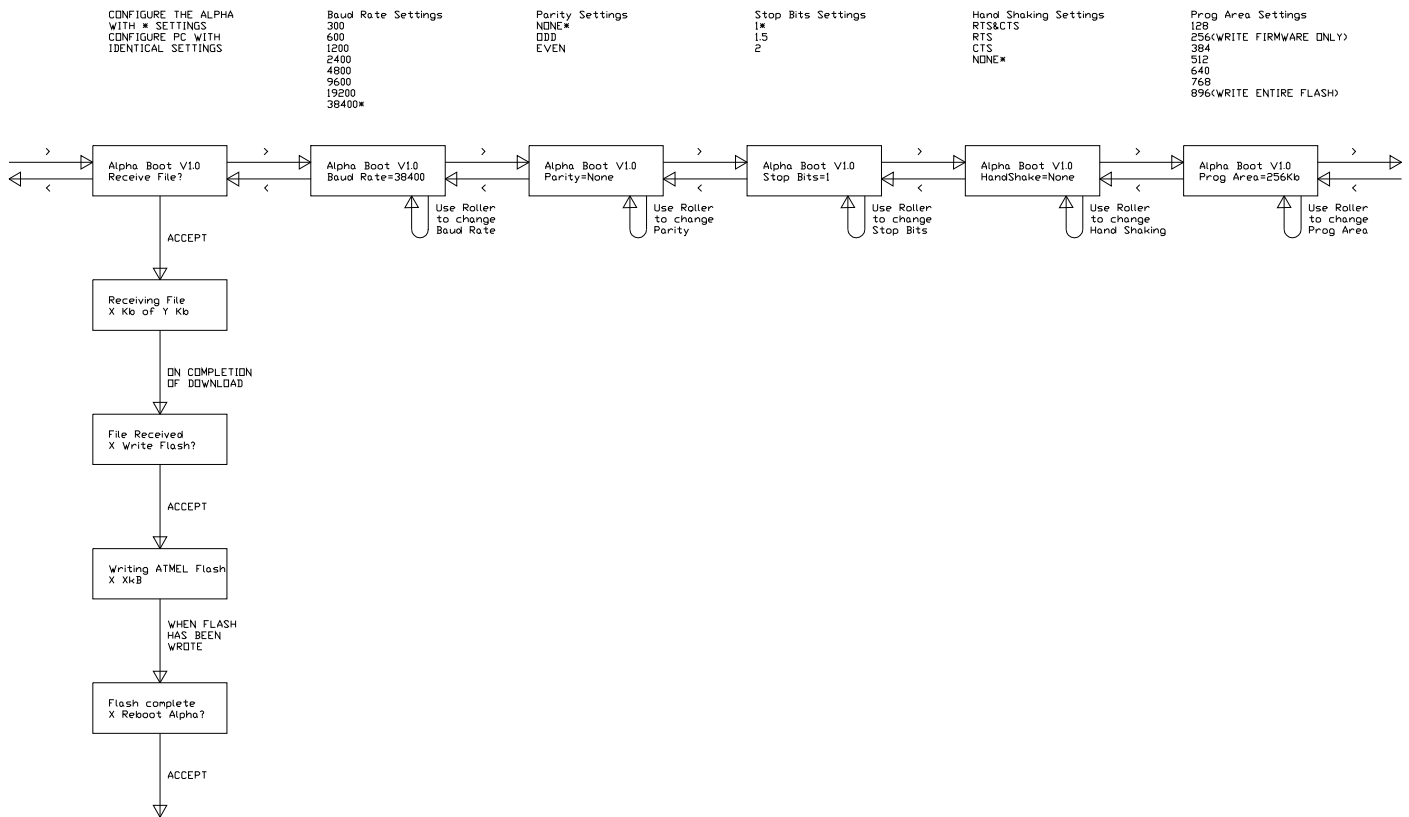 CONFIGURE THE ALPHA
WITH * SETTINGS
CONFIGURE PC WITH
IDENTICAL SETTINGS
Baud Rate Settings
300
600
1200
2400
4800
9600
19200
38400*
Parity Settings
NONE*
ODD
EVEN
Stop Bits Settings
1*
1.5
2
Hand Shaking Settings
RTS&CTS
RTS
CTS
NONE*
Prog Area Settings
128
256(WRITE FIRMWARE ONLY)
384
512
640
768
896(WRITE ENTIRE FLASH)
>
<
Alpha Boot V1.0
Receive File?
>
<
Alpha Boot V1.0
Baud Rate=38400
>
<
Alpha Boot V1.0
Parity=None
>
<
Alpha Boot V1.0
Stop Bits=1
>
<
Alpha Boot V1.0
HandShake=None
>
<
Alpha Boot V1.0
Prog Area=256Kb
>
<
Use Roller
to change
Baud Rate
Use Roller
to change
Parity
Use Roller
to change
Stop Bits
Use Roller
to change
Hand Shaking
Use Roller
to change
Prog Area
ACCEPT
Receiving File
X Kb of Y Kb
ON COMPLETION
OF DOWNLOAD
File Received
X Write Flash?
ACCEPT
Writing ATMEL Flash
X XkB
WHEN FLASH
HAS BEEN
WROTE
Flash complete
X Reboot Alpha?
ACCEPT